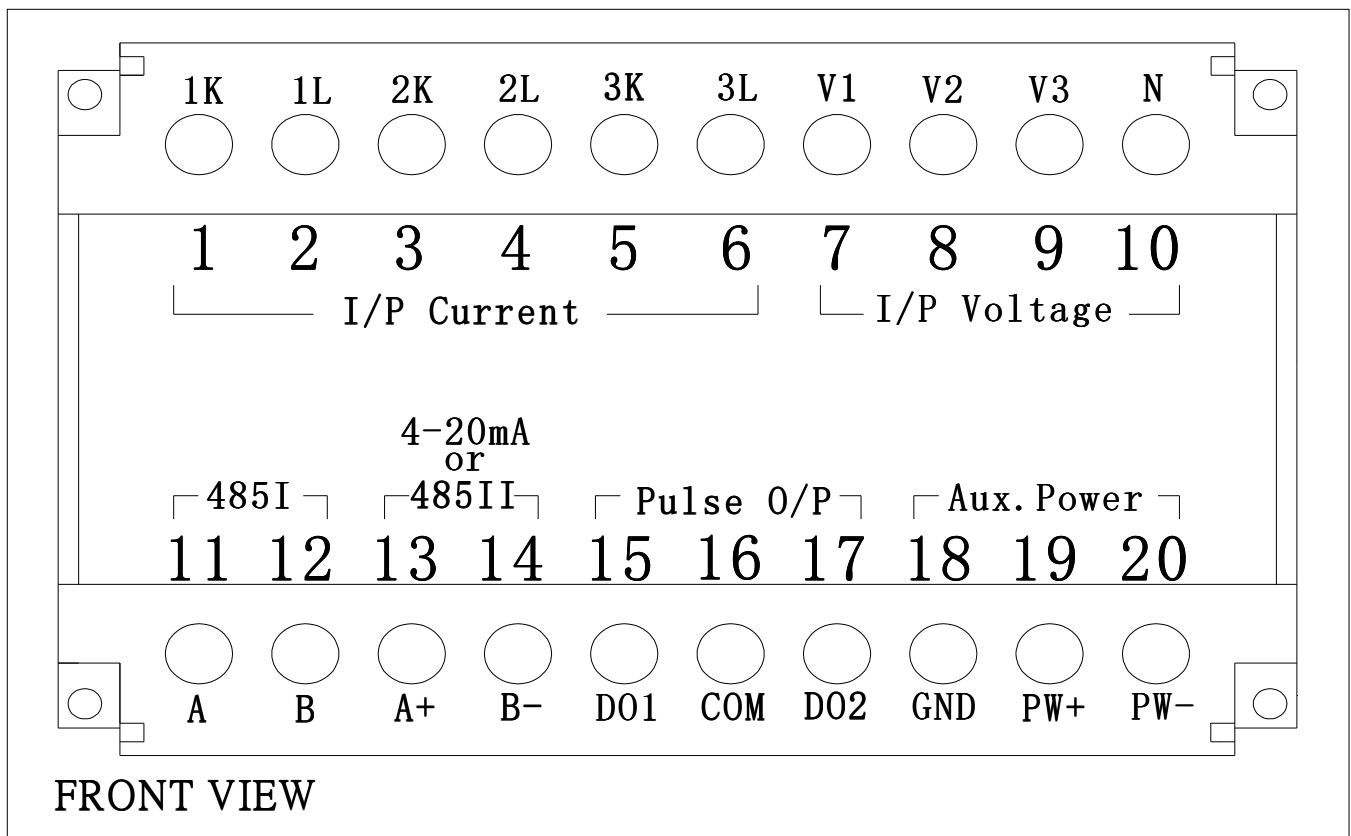 1K 1L 2K 2L 3K 3L V1 V2 V3 N
1 2 3 4 5 6 7 8 9 10
I/P Current I/P Voltage
4-20mA
or
485I 485II Pulse O/P Aux. Power
11 12 13 14 15 16 17 18 19 20
A B A+ B- DO1 COM DO2 GND PW+ PW-
FRONT VIEW